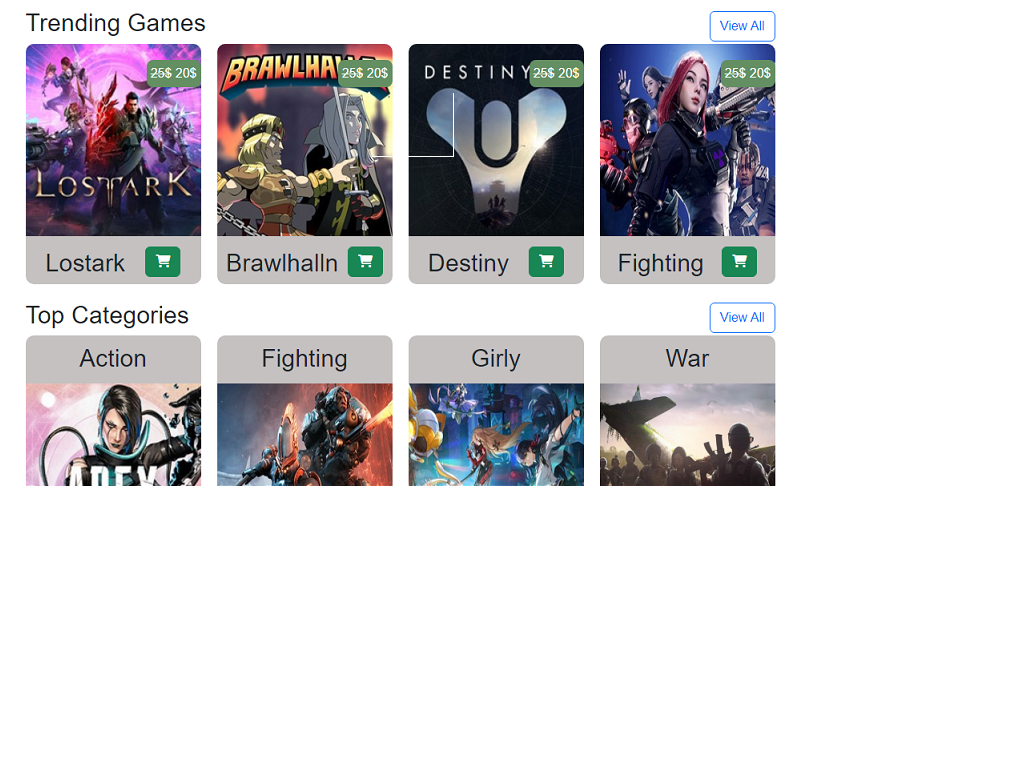 Trending Games
View All
25$ 20$
25$ 20$
25$ 20$
25$ 20$
LOSTARK
DESTINY
Lostark
Brawlhalln
Destiny
Fighting
Top Categories
View All
Action
Fighting
Girly
War
APEX